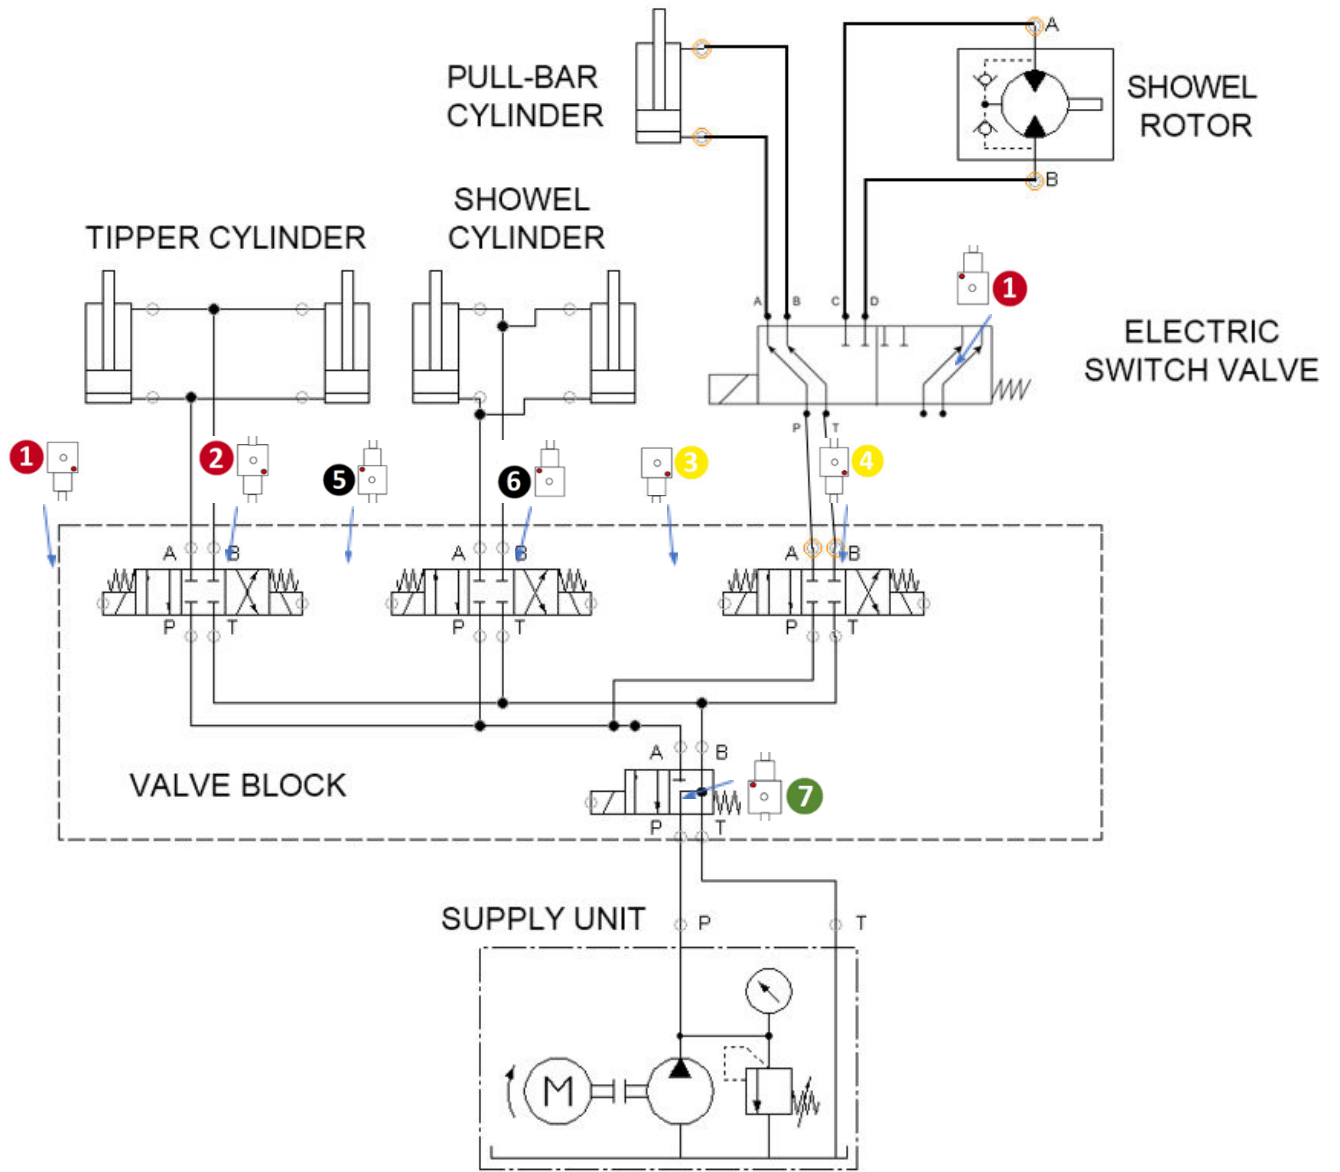 A
PULL-BAR
CYLINDER
SHOWEL
ROTOR
B
SHOWEL
CYLINDER
TIPPER CYLINDER
1
A B C D
ELECTRIC
SWITCH VALVE
P T
1 2 5 6 3 4
A B A B A B
P T P T P T
A B
VALVE BLOCK
7
P T
SUPPLY UNIT
P T
M